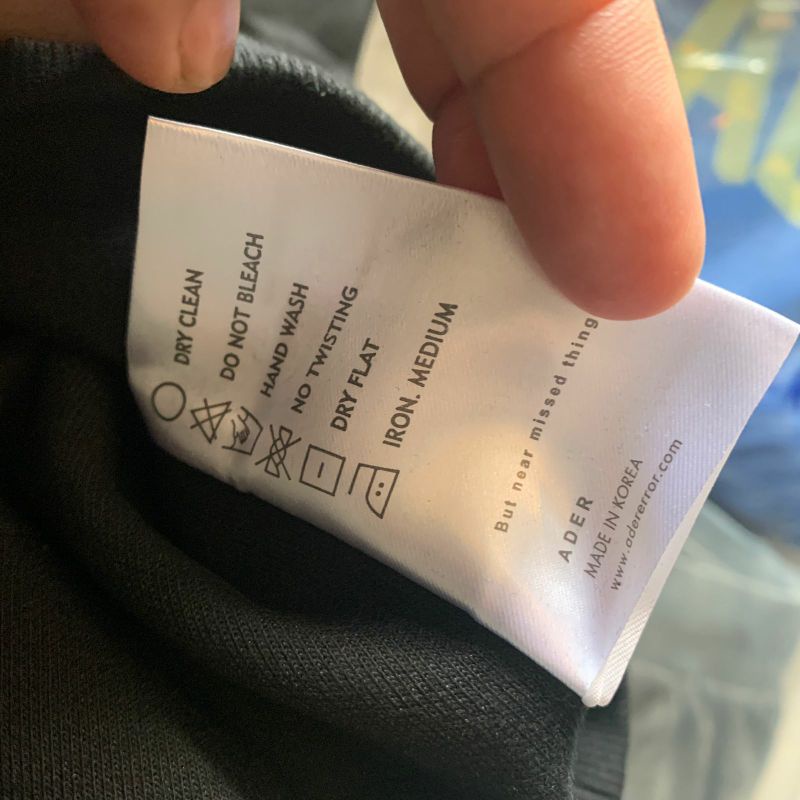 DRY CLEAN
DO NOT BLEACH
HAND WASH
NO TWISTING
DRY FLAT
IRON. MEDIUM
But near missed thing
ADER
MADE IN KOREA
www.adererror.com